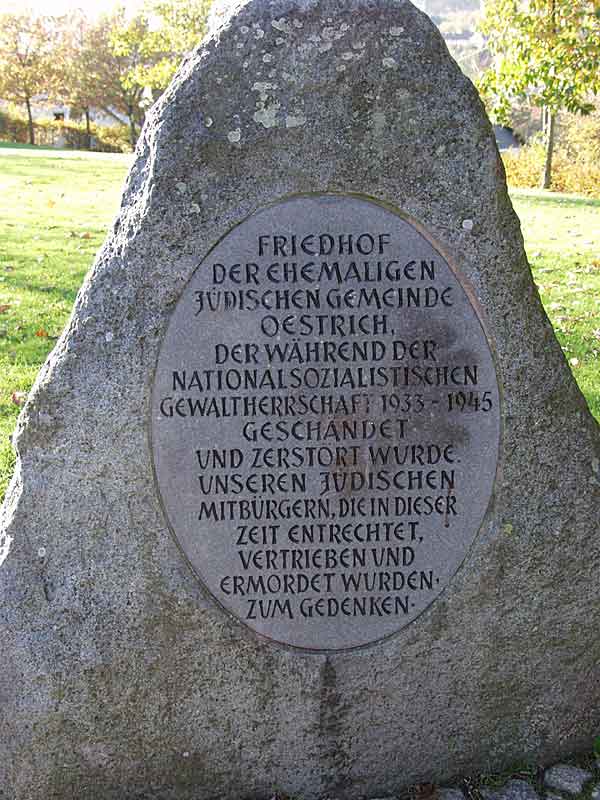 FRIEDHOF
DER EHEMALIGEN
JÜDISCHEN GEMEINDE
OESTRICH,
DER WÄHREND DER
NATIONALSOZIALISTISCHEN
GEWALTHERRSCHAFT 1933 - 1945
GESCHÄNDET
UND ZERSTÖRT WURDE.
UNSEREN JÜDISCHEN
MITBÜRGERN, DIE IN DIESER
ZEIT ENTRECHTET,
VERTRIEBEN UND
ERMORDET WURDEN·
ZUM GEDENKEN·